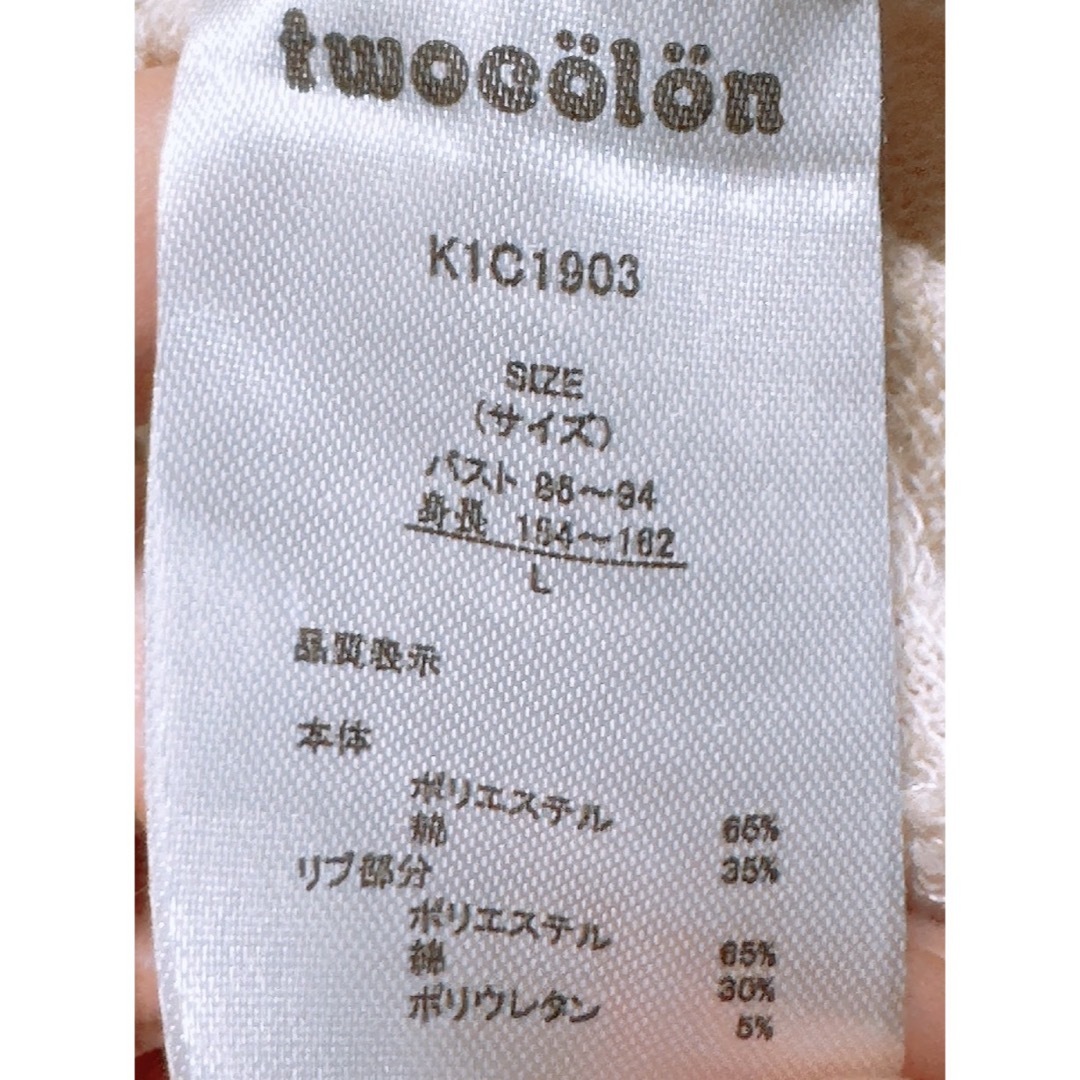 twocölön
K1C1903
SIZE
(サイズ)
バスト 86～94
身長 154～162
L
品質表示
本体
ポリエステル 65%
綿 35%
リブ部分
ポリエステル 65%
綿 30%
ポリウレタン 5%